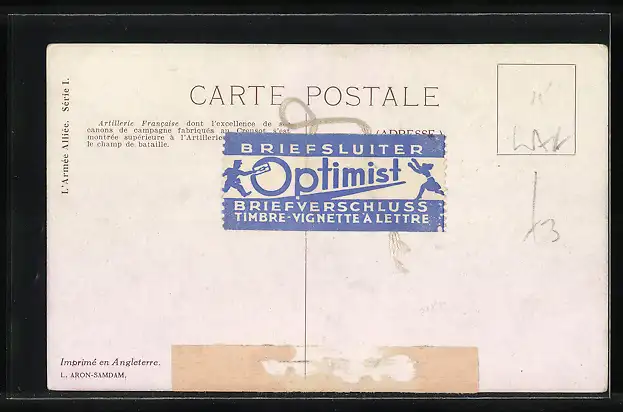 L'Armée Alliée. Série I.
CARTE POSTALE
Artillerie Française dont l'excellence de
canons de campagne fabriqués au Creusot s'est
montrée supérieure à l'Artillerie
le champ de bataille.
(ADRESSE)
BRIEFSLUITER
Optimist
BRIEFVERSCHLUSS
TIMBRE-VIGNETTE À LETTRE
Imprimé en Angleterre.
L. ARON-SAMDAM.